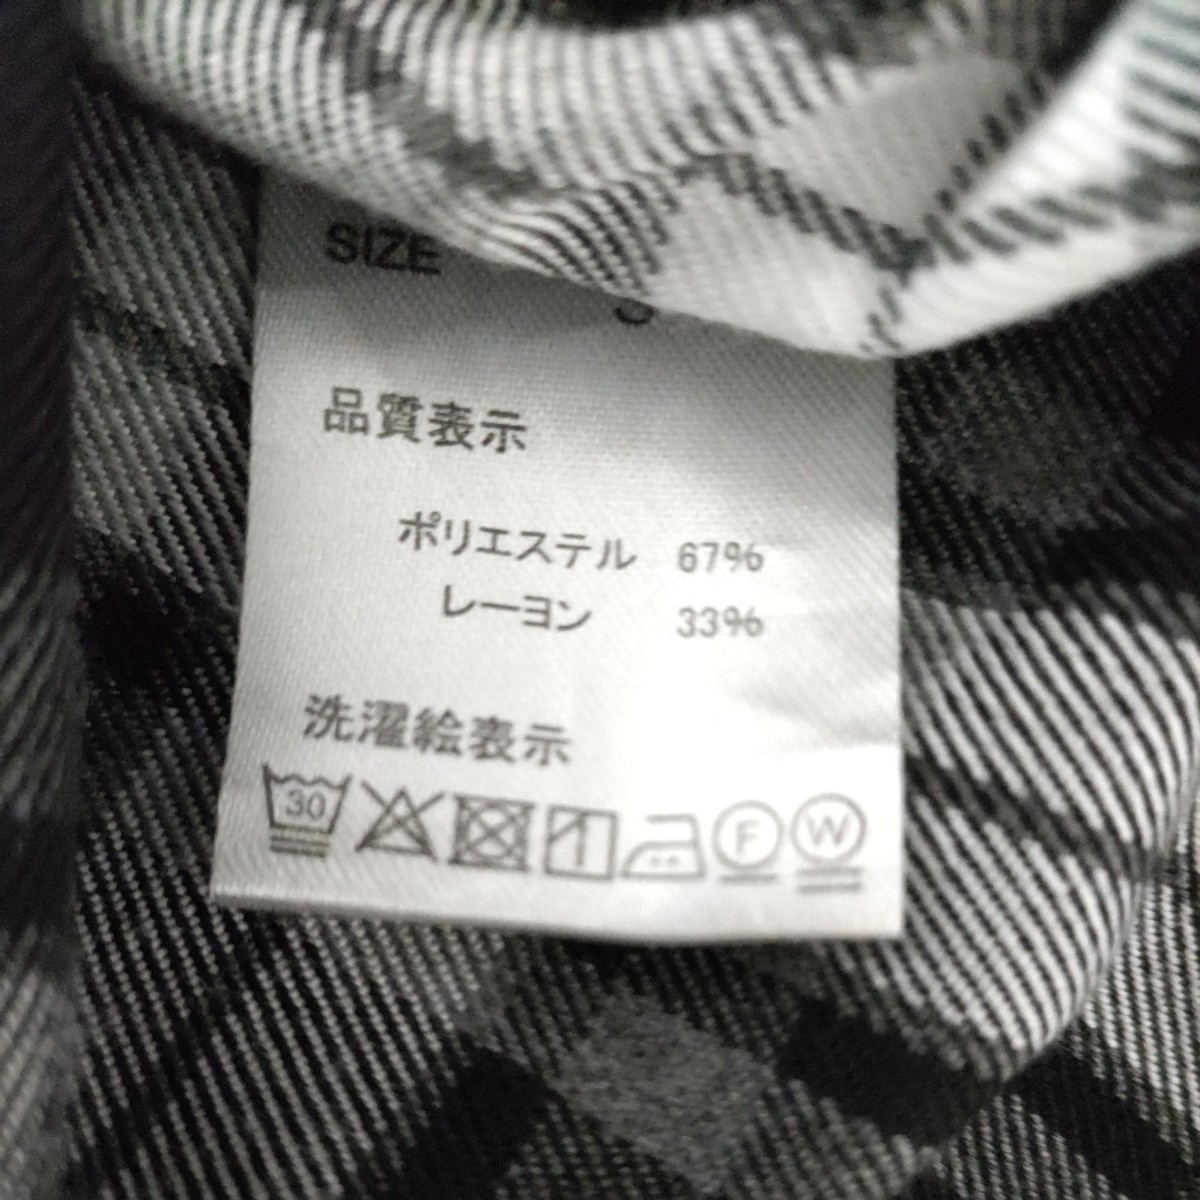 SIZE
品質表示
ポリエステル 67%
レーヨン 33%
洗濯絵表示
30 F W